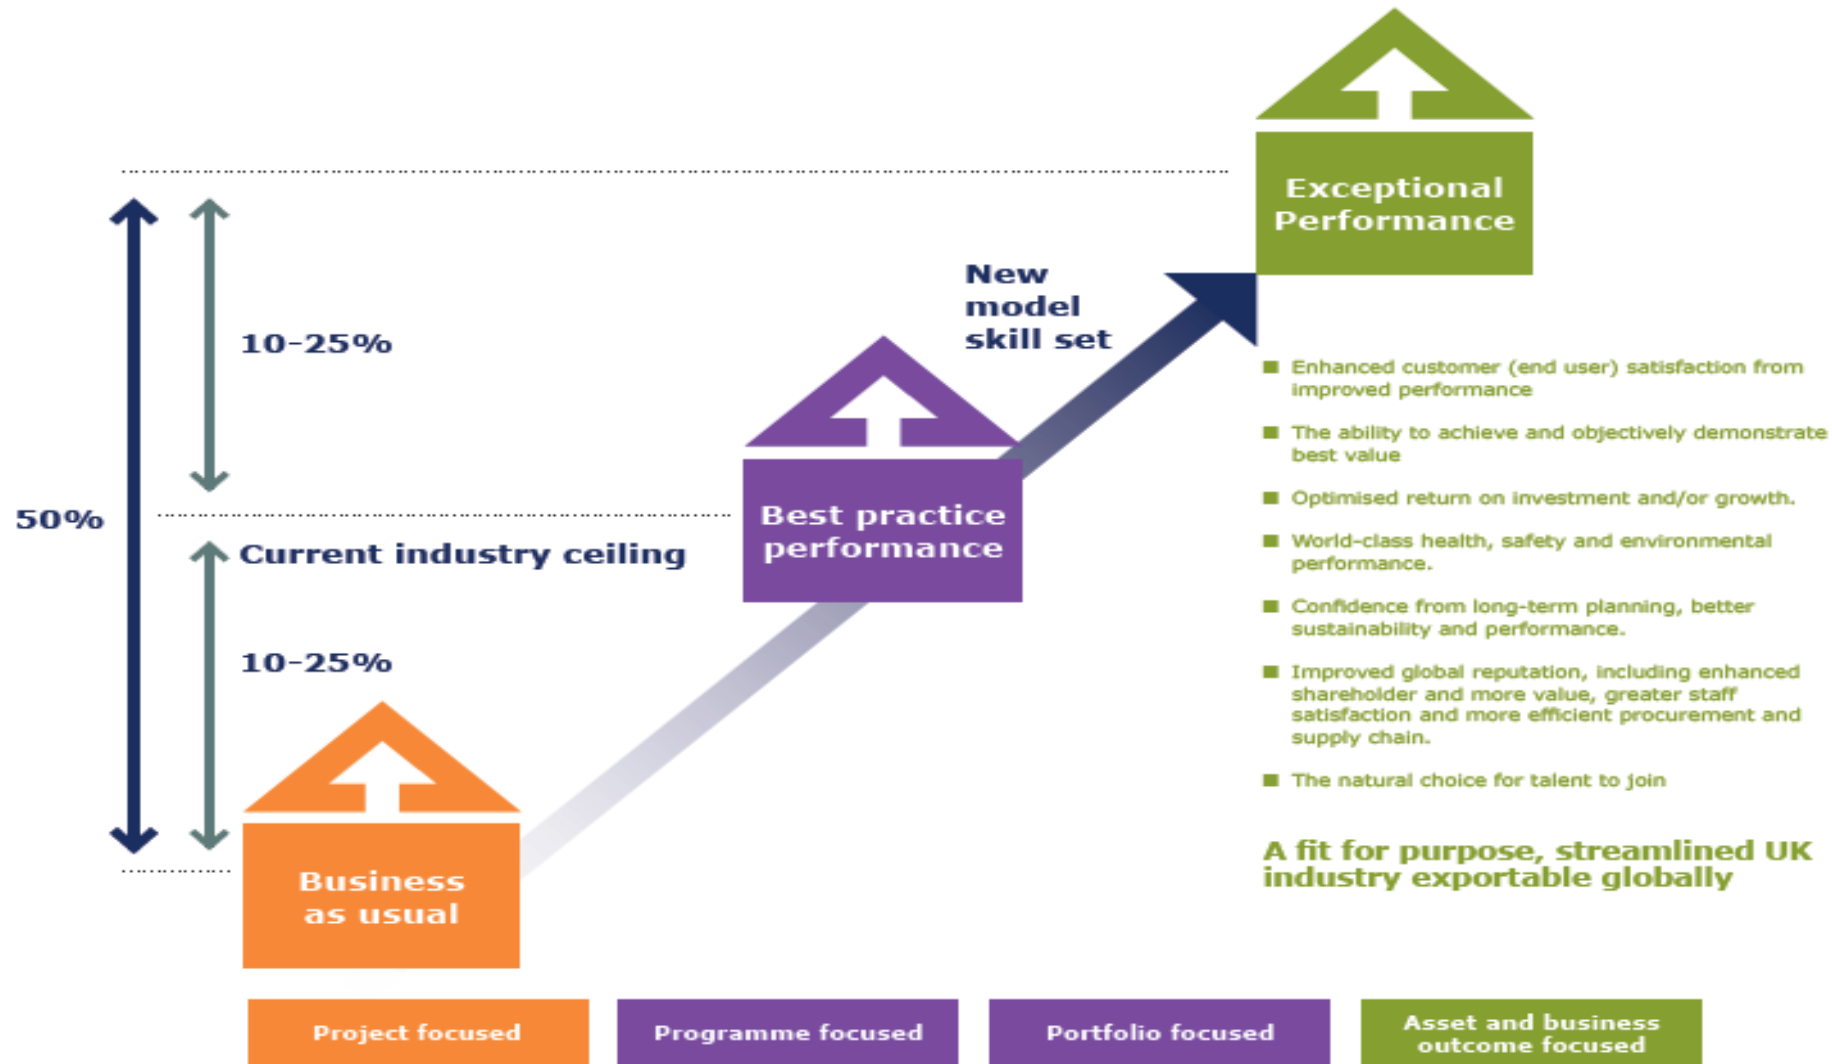 Exceptional
Performance
New
model
skill set
10-25%
50%
Best practice
performance
Current industry ceiling
10-25%
Business
as usual
Enhanced customer (end user) satisfaction from
improved performance
The ability to achieve and objectively demonstrate
best value
Optimised return on investment and/or growth.
World-class health, safety and environmental
performance.
Confidence from long-term planning, better
sustainability and performance.
Improved global reputation, including enhanced
shareholder and more value, greater staff
satisfaction and more efficient procurement and
supply chain.
The natural choice for talent to join
A fit for purpose, streamlined UK
industry exportable globally
Project focused
Programme focused
Portfolio focused
Asset and business
outcome focused